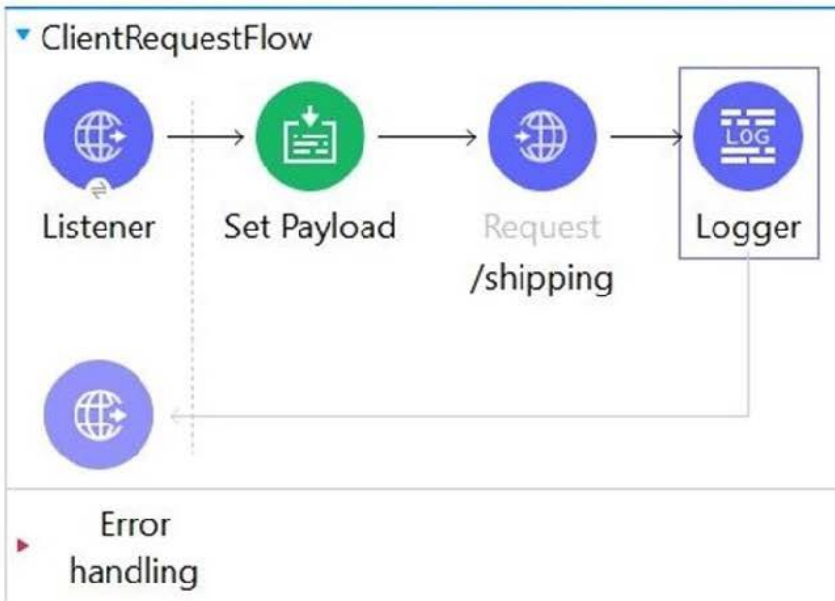 ClientRequestFlow
LOG
Listener
Set Payload
Request
Logger
/shipping
Error
handling